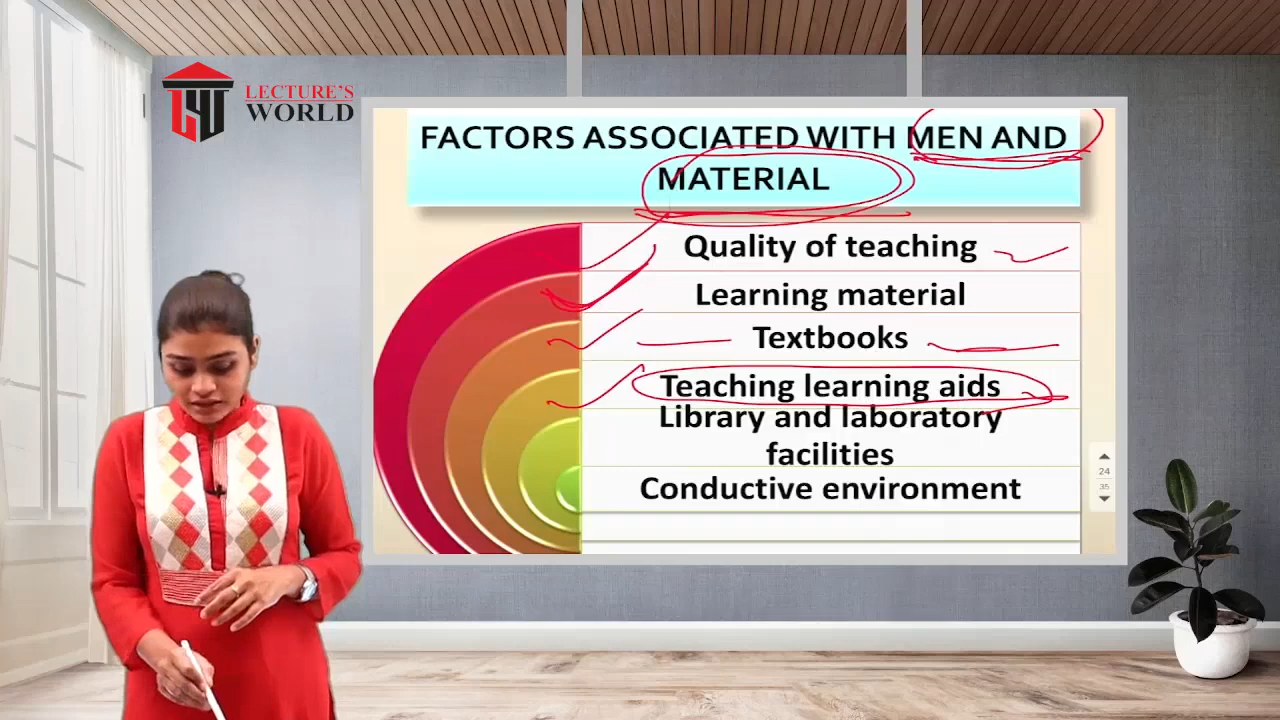 LECTURE'S
WORLD
FACTORS ASSOCIATED WITH MEN AND
MATERIAL
Quality of teaching
Learning material
Textbooks
Teaching learning aids
Library and laboratory
facilities
Conductive environment
24
35